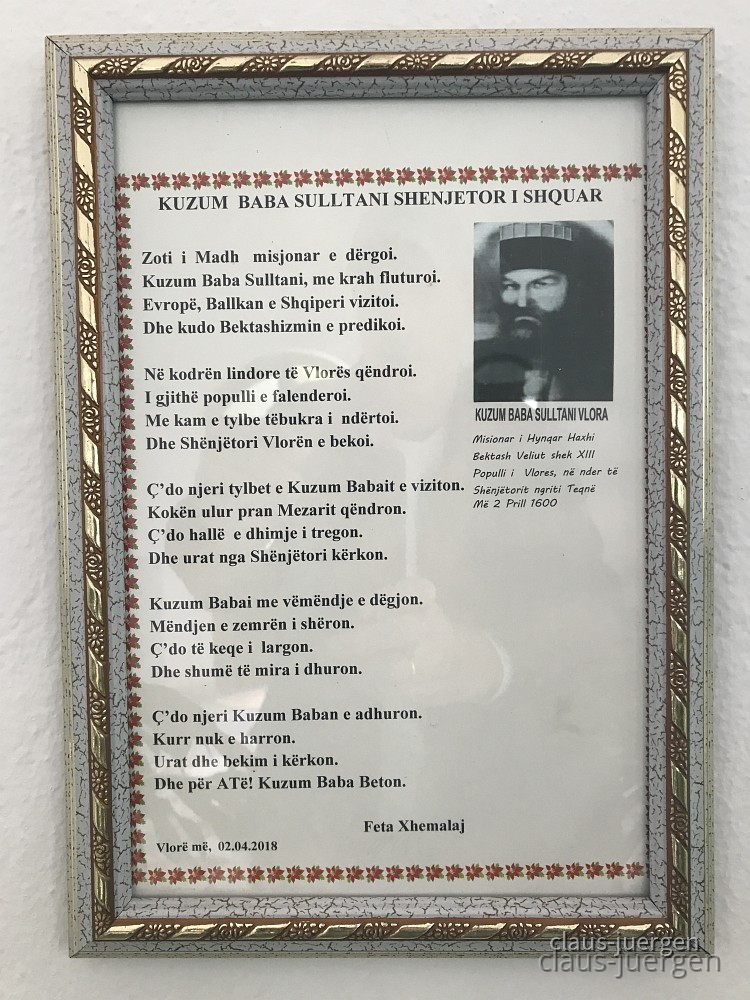 KUZUM BABA SULLTANI SHENJETOR I SHQUAR
Zoti i Madh misjonar e dërgoi.
Kuzum Baba Sulltani, me krah fluturoi.
Evropë, Ballkan e Shqiperi vizitoi.
Dhe kudo Bektashizmin e predikoi.
Në kodrën lindore të Vlorës qëndroi.
I gjithë populli e falenderoi.
Me kam e tylbe tëbukra i ndërtoi.
Dhe Shënjëtori Vlorën e bekoi.
Ç'do njeri tylbet e Kuzum Babait e viziton.
Kokën ulur pran Mezarit qëndron.
Ç'do hallë e dhimje i tregon.
Dhe urat nga Shënjëtori kërkon.
Kuzum Babai me vëmëndje e dëgjon.
Mëndjen e zemrën i shëron.
Ç'do të keqe i largon.
Dhe shumë të mira i dhuron.
Ç'do njeri Kuzum Baban e adhuron.
Kurr nuk e harron.
Urat dhe bekim i kërkon.
Dhe për ATë! Kuzum Baba Beton.
Feta Xhemalaj
Vlorë më, 02.04.2018
KUZUM BABA SULLTANI VLORA
Misionar i Hynqar Haxhi
Bektash Veliut shek XIII
Populli i Vlores, në nder të
Shënjëtorit ngriti Teqnë
Më 2 Prill 1600
claus-juergen
claus-juergen